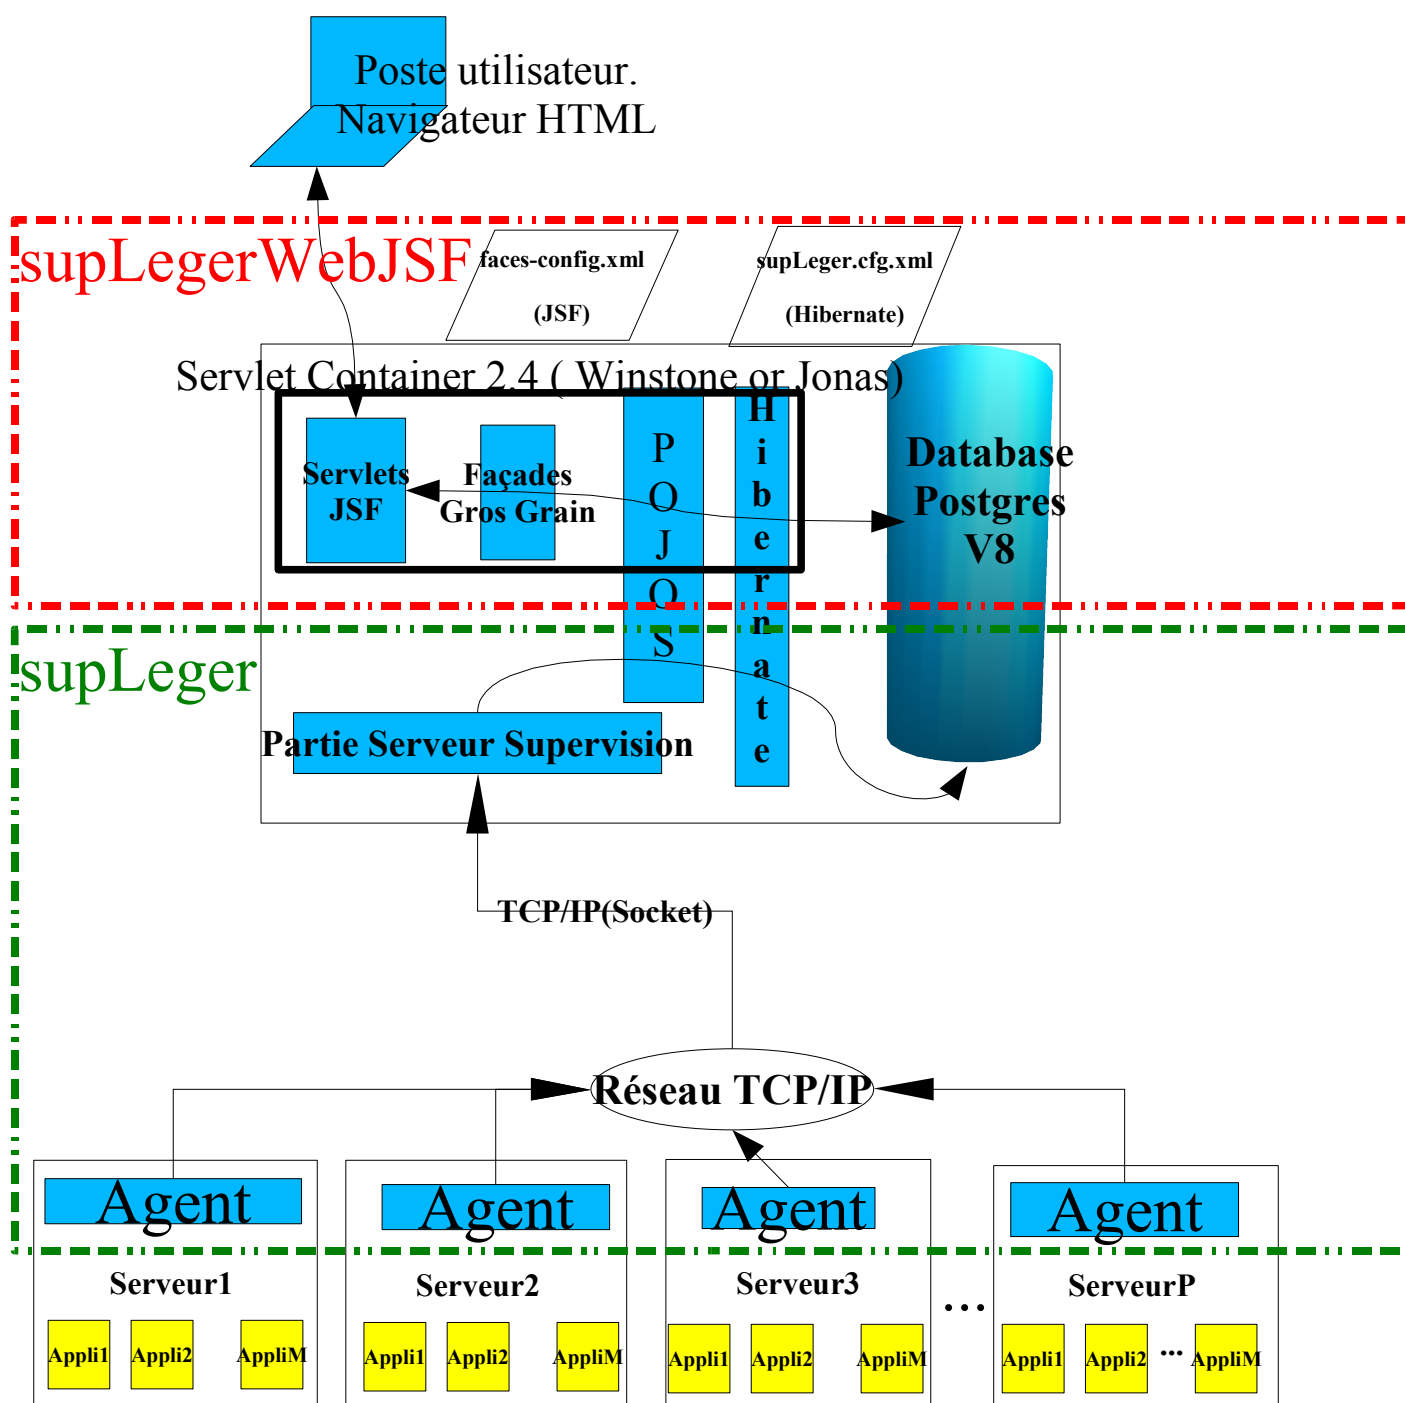 Poste utilisateur.
Navigateur HTML
supLegerWebJSF
faces-config.xml
(JSF)
supLeger.cfg.xml
(Hibernate)
Servlet Container 2.4 ( Winstone or Jonas)
Servlets
JSF
Façades
Gros Grain
P
O
J
O
S
H
i
b
e
r
n
a
t
e
Database
Postgres
V8
supLeger
Partie Serveur Supervision
TCP/IP(Socket)
Réseau TCP/IP
Agent
Agent
Agent
Agent
Serveur1
Serveur2
Serveur3
...
ServeurP
Appli1
Appli2
AppliM
Appli1
Appli2
AppliM
Appli1
Appli2
AppliM
Appli1
Appli2
...
AppliM